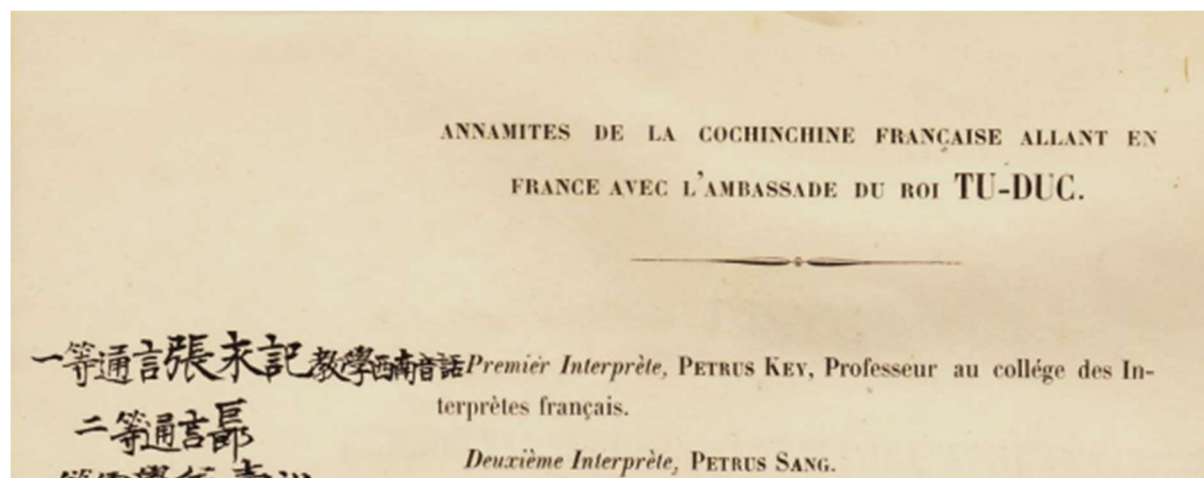 ANNAMITES DE LA COCHINCHINE FRANÇAISE ALLANT EN
FRANCE AVEC L'AMBASSADE DU ROI TU-DUC.
一等通言張永記教學西南音話
Premier Interprète, PETRUS KEY, Professeur au collége des In-
terprètes français.
二等通言
Deuxième Interprète, PETRUS SANG.